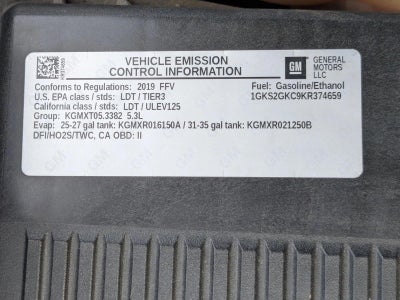 VEHICLE EMISSION
CONTROL INFORMATION
GM
GENERAL
MOTORS
LLC
Conforms to Regulations: 2019 FFV
Fuel: Gasoline/Ethanol
U.S. EPA class / stds: LDT / TIER3
1GKS2GKC9KR374659
California class / stds: LDT / ULEV125
Group: KGMXT05.3382 5.3L
Evap: 25-27 gal tank: KGMXR016150A / 31-35 gal tank: KGMXR021250B
DFI/HO2S/TWC, CA OBD: II